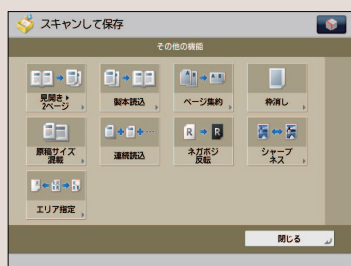 スキャンして保存
その他の機能
見開き▶
2ページ
製本読込
ページ集約
枠消し
原稿サイズ
混載
連続読込
ネガポジ
反転
シャープ
ネス
エリア指定
閉じる